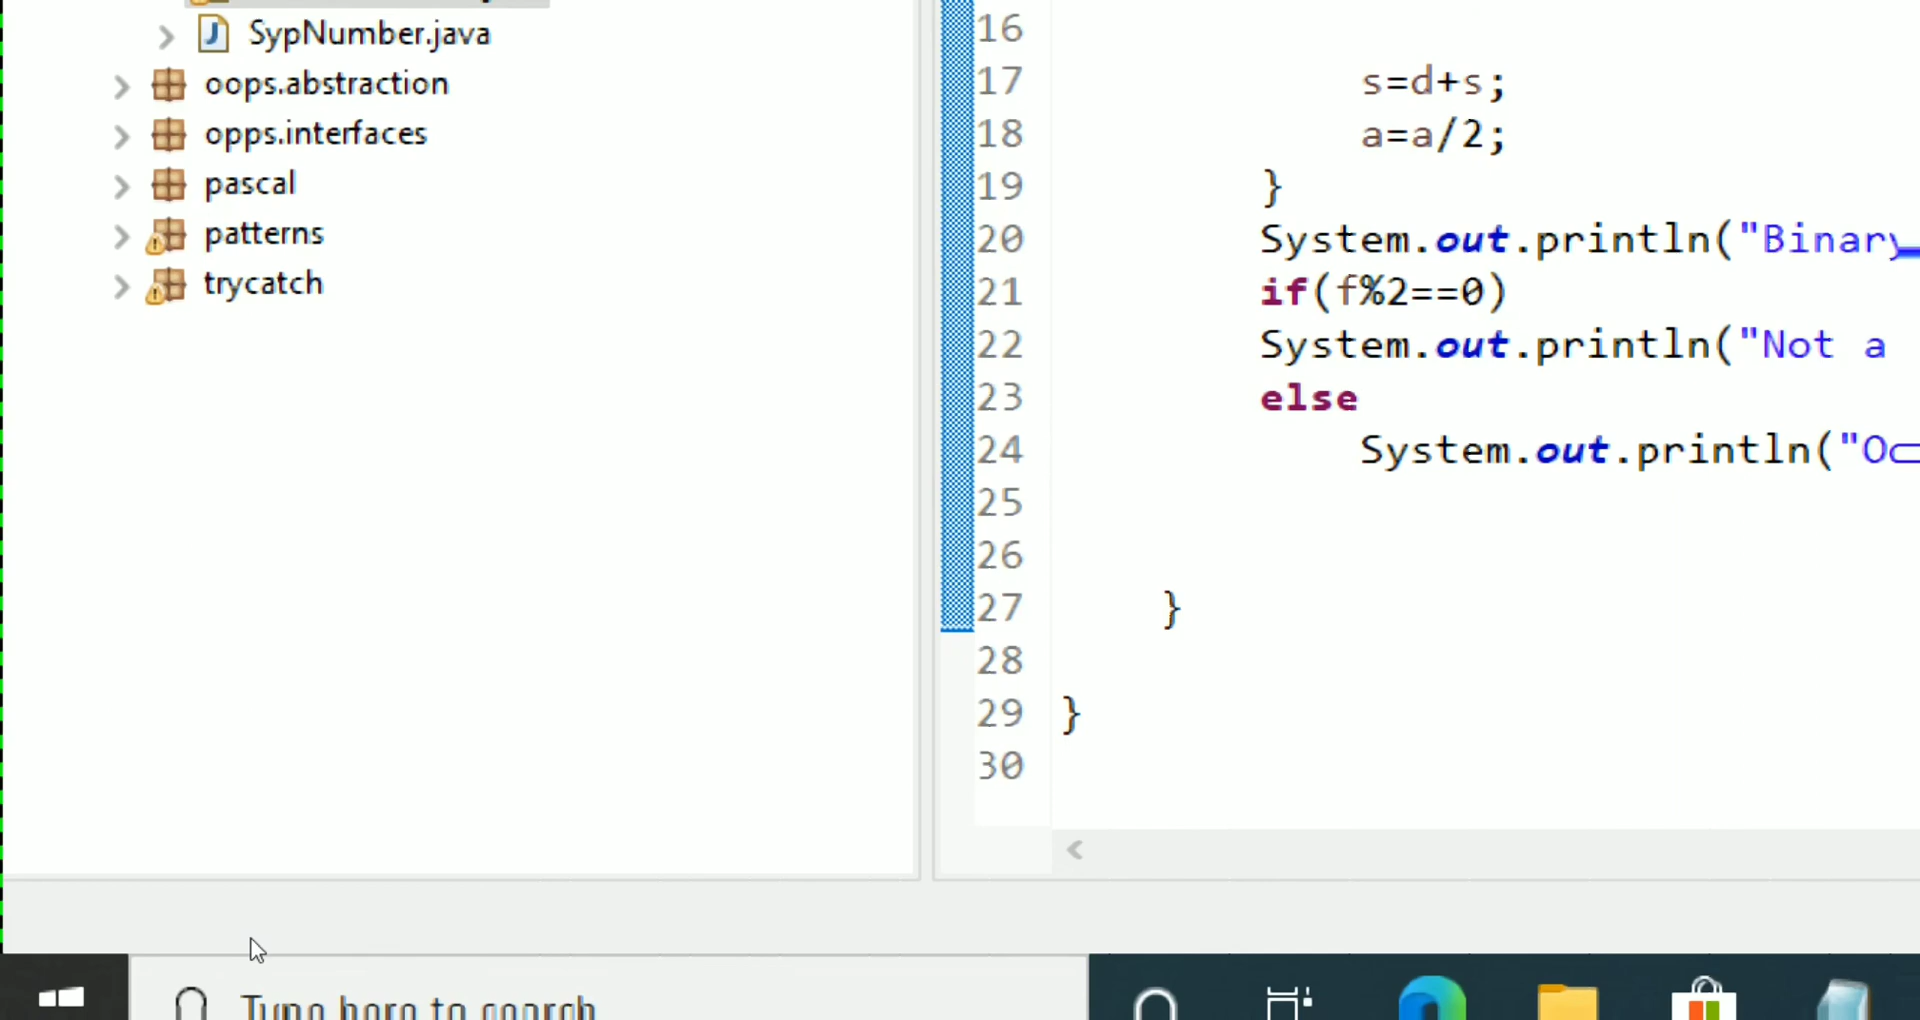 SypNumber.java
oops.abstraction
opps.interfaces
pascal
patterns
trycatch
16
17 s=d+s;
18 a=a/2;
19 }
20 System.out.println("Binary
21 if(f%2==0)
22 System.out.println("Not a
23 else
24 System.out.println("Oc
25
26
27 }
28
29 }
30
Type here to search